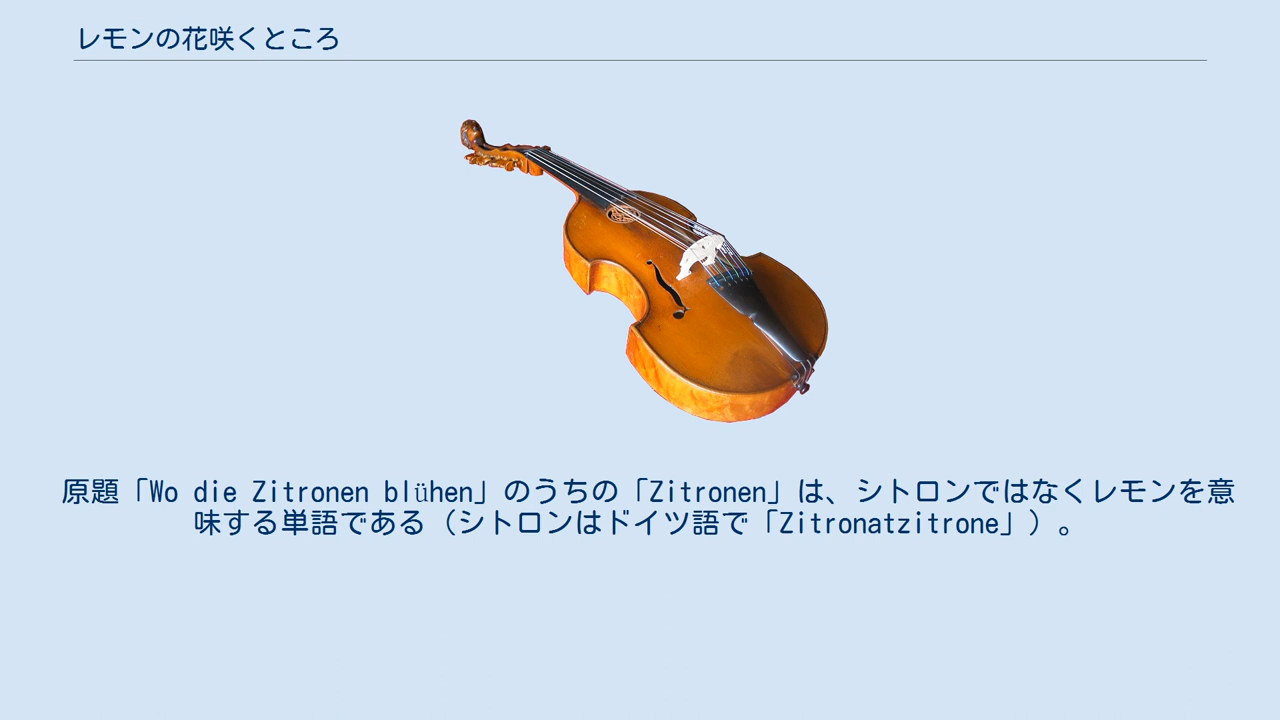 レモンの花咲くところ
原題「Wo die Zitronen blühen」のうちの「Zitronen」は、シトロンではなくレモンを意
味する単語である（シトロンはドイツ語で「Zitronatzitrone」）。